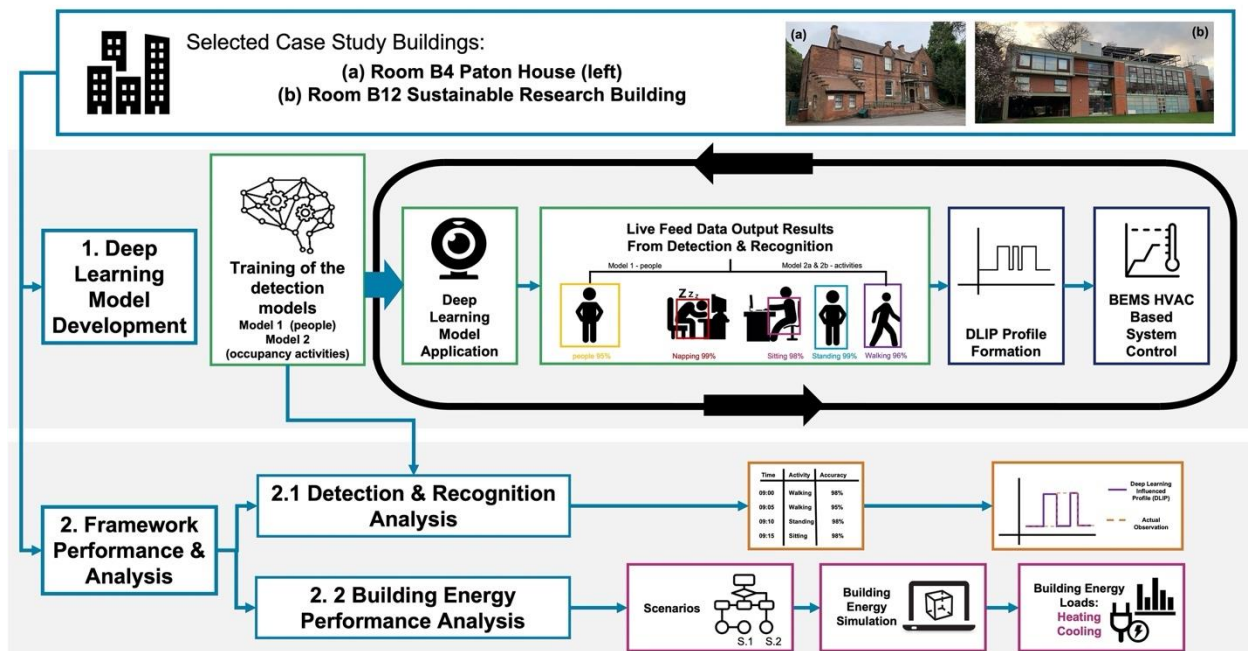 Selected Case Study Buildings:
(a) Room B4 Paton House (left)
(b) Room B12 Sustainable Research Building
(a)
(b)
1. Deep
Learning
Model
Development
Training of the
detection
models
Model 1 (people)
Model 2
(occupancy activities)
Deep
Learning
Model
Application
Live Feed Data Output Results
From Detection & Recognition
Model 1 - people
Model 2a & 2b - activities
people 95%
Z z z
Napping 99%
Sitting 98%
Standing 99%
Walking 96%
DLIP Profile
Formation
BEMS HVAC
Based
System
Control
2. Framework
Performance &
Analysis
2.1 Detection & Recognition
Analysis
Time Activity Accuracy
09:00 Walking 98%
09:05 Walking 95%
09:10 Standing 98%
09:15 Sitting 98%
Deep Learning
Influenced
Profile (DLIP)
Actual
Observation
2. 2 Building Energy
Performance Analysis
Scenarios
S.1 S.2
Building
Energy
Simulation
Building Energy
Loads:
Heating
Cooling